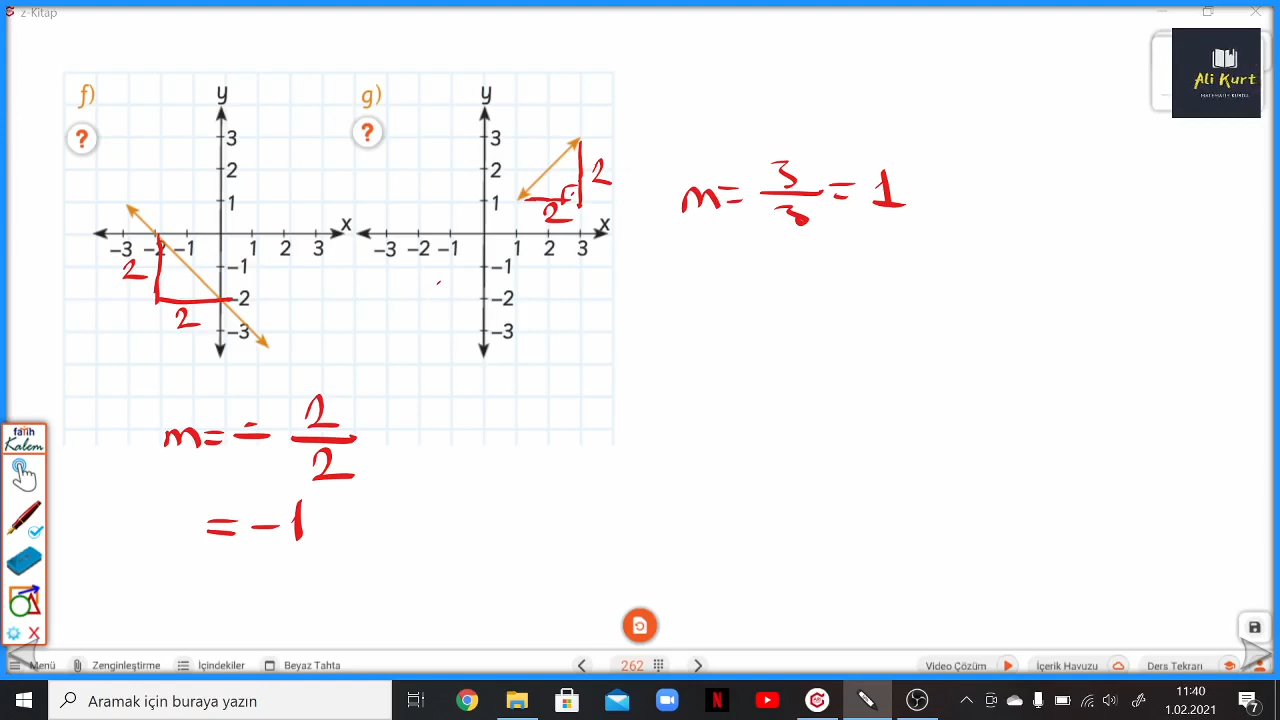 z-Kitap
Ali Kurt
f)
?
y
3
2
1
x
-3 -2 -1 1 2 3
-1
-2
-3
2
2
g)
?
y
3
2
1
x
-3 -2 -1 1 2 3
-1
-2
-3
2
2
m= 3/3 = 1
m= - 2/2
= -1
fatih
Kalem
Menü Zenginleştirme İçindekiler Beyaz Tahta 262 Video Çözüm İçerik Havuzu Ders Tekrarı
Aramak için buraya yazın
11:40
1.02.2021
7